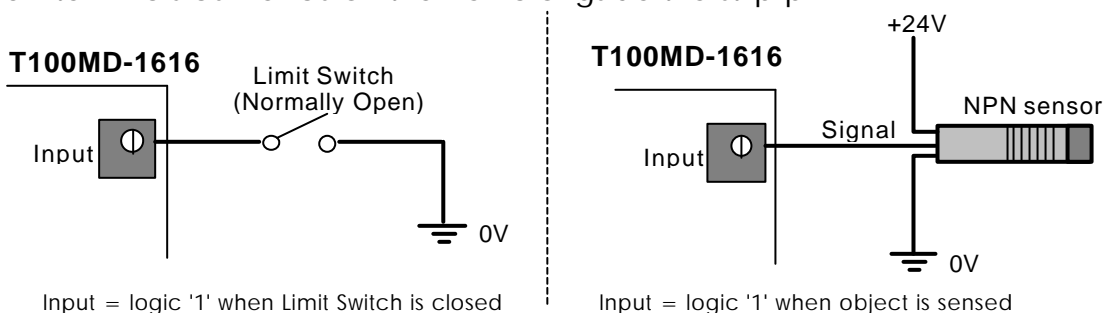 T100MD-1616
Limit Switch
(Normally Open)
Input
0V
Input = logic '1' when Limit Switch is closed
+24V
T100MD-1616
NPN sensor
Signal
Input
0V
Input = logic '1' when object is sensed